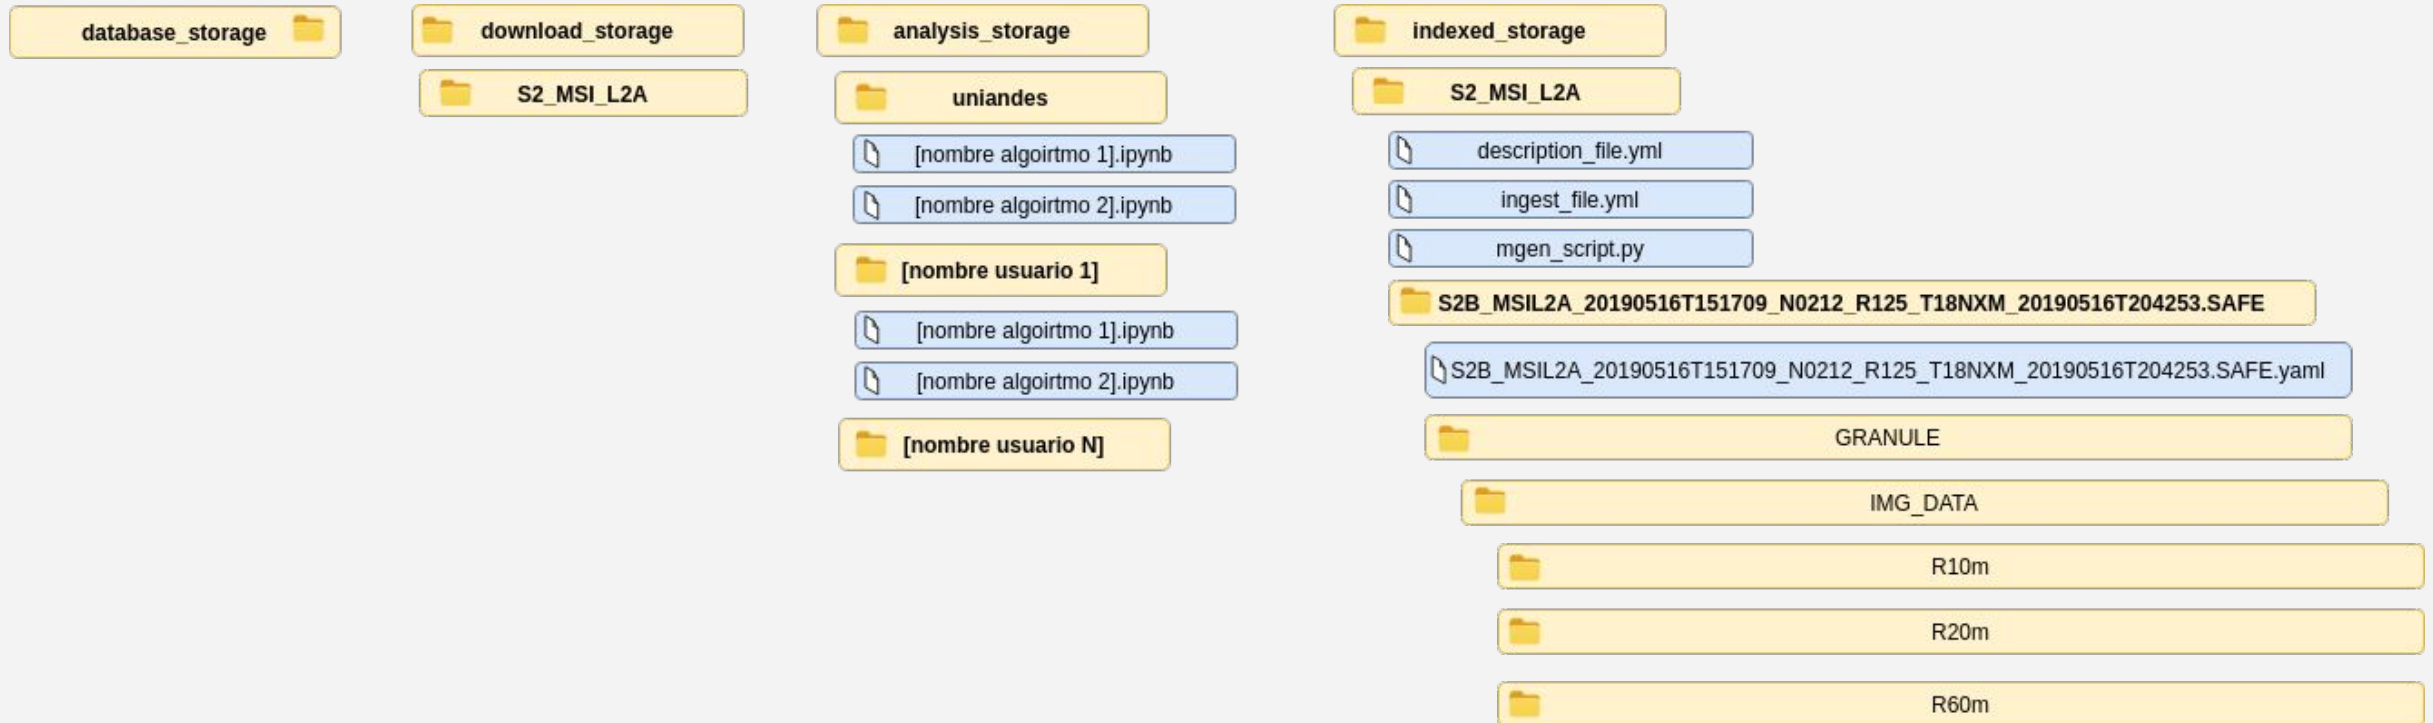 database_storage
download_storage
S2_MSI_L2A
analysis_storage
uniandes
[nombre algoirtmo 1].ipynb
[nombre algoirtmo 2].ipynb
[nombre usuario 1]
[nombre algoirtmo 1].ipynb
[nombre algoirtmo 2].ipynb
[nombre usuario N]
indexed_storage
S2_MSI_L2A
description_file.yml
ingest_file.yml
mgen_script.py
S2B_MSIL2A_20190516T151709_N0212_R125_T18NXM_20190516T204253.SAFE
S2B_MSIL2A_20190516T151709_N0212_R125_T18NXM_20190516T204253.SAFE.yaml
GRANULE
IMG_DATA
R10m
R20m
R60m